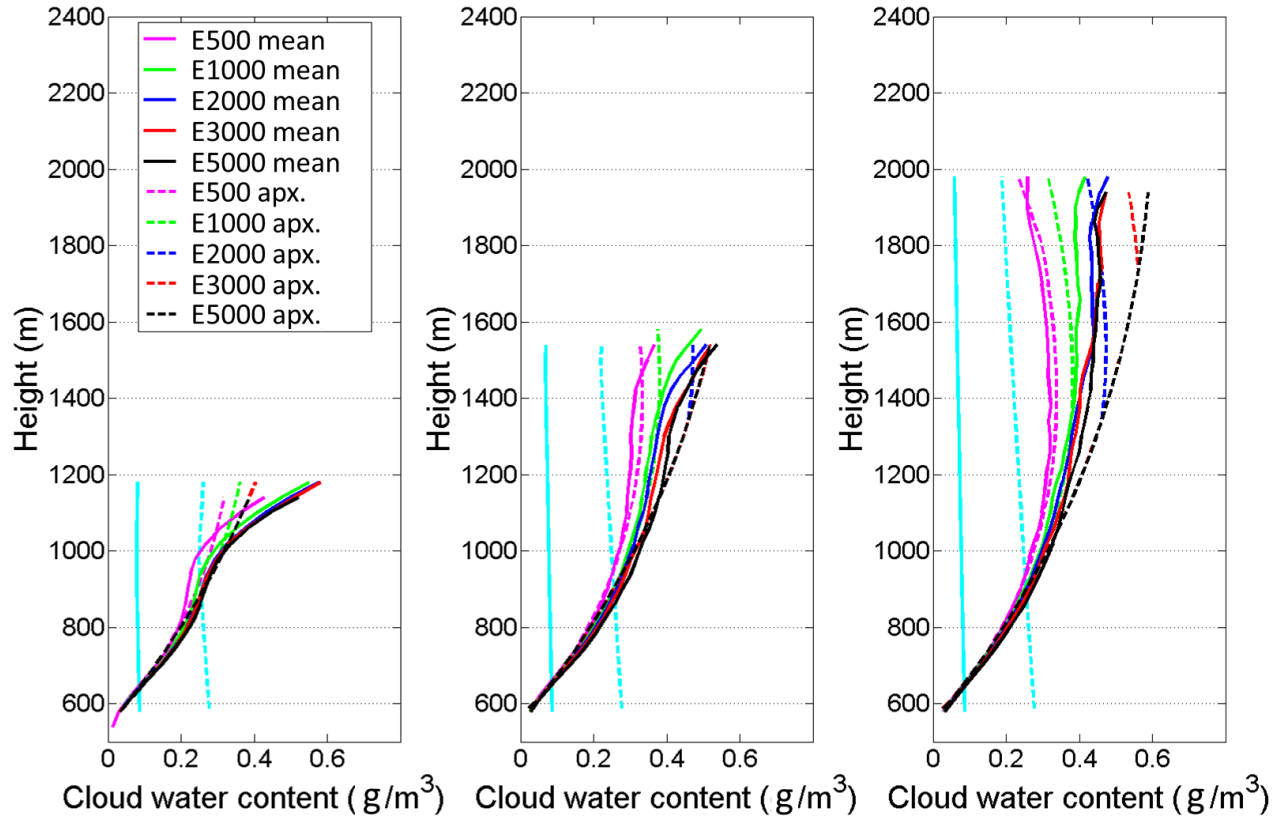 2400
2200
2000
1800
1600
1400
1200
1000
800
600
0
0.2
0.4
0.6
Height (m)
Cloud water content (g/m³)
E500 mean
E1000 mean
E2000 mean
E3000 mean
E5000 mean
E500 apx.
E1000 apx.
E2000 apx.
E3000 apx.
E5000 apx.
2400
2200
2000
1800
1600
1400
1200
1000
800
600
0
0.2
0.4
0.6
Height (m)
Cloud water content (g/m³)
2400
2200
2000
1800
1600
1400
1200
1000
800
600
0
0.2
0.4
0.6
Height (m)
Cloud water content (g/m³)